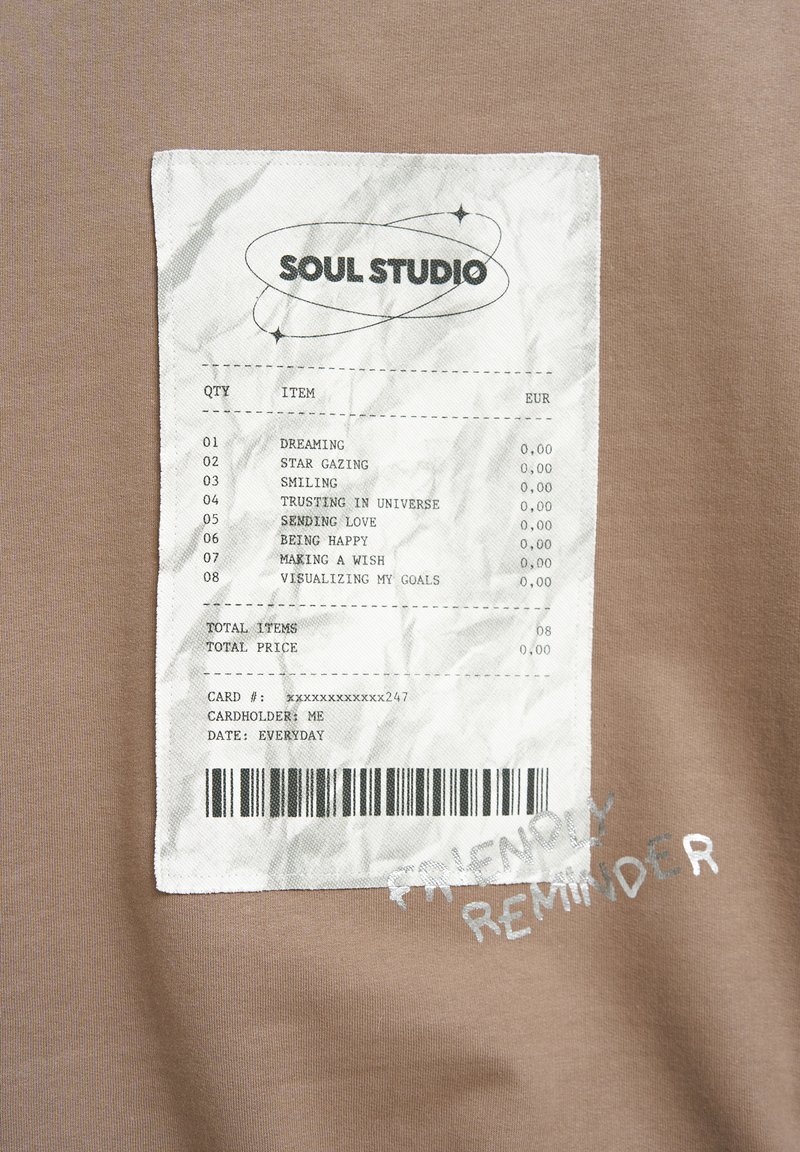 SOUL STUDIO
QTY ITEM EUR
01 DREAMING 0,00
02 STAR GAZING 0,00
03 SMILING 0,00
04 TRUSTING IN UNIVERSE 0,00
05 SENDING LOVE 0,00
06 BEING HAPPY 0,00
07 MAKING A WISH 0,00
08 VISUALIZING MY GOALS 0,00
TOTAL ITEMS 08
TOTAL PRICE 0,00
CARD #: xxxxxxxxxxxx247
CARDHOLDER: ME
DATE: EVERYDAY
FRIENDLY
REMINDER